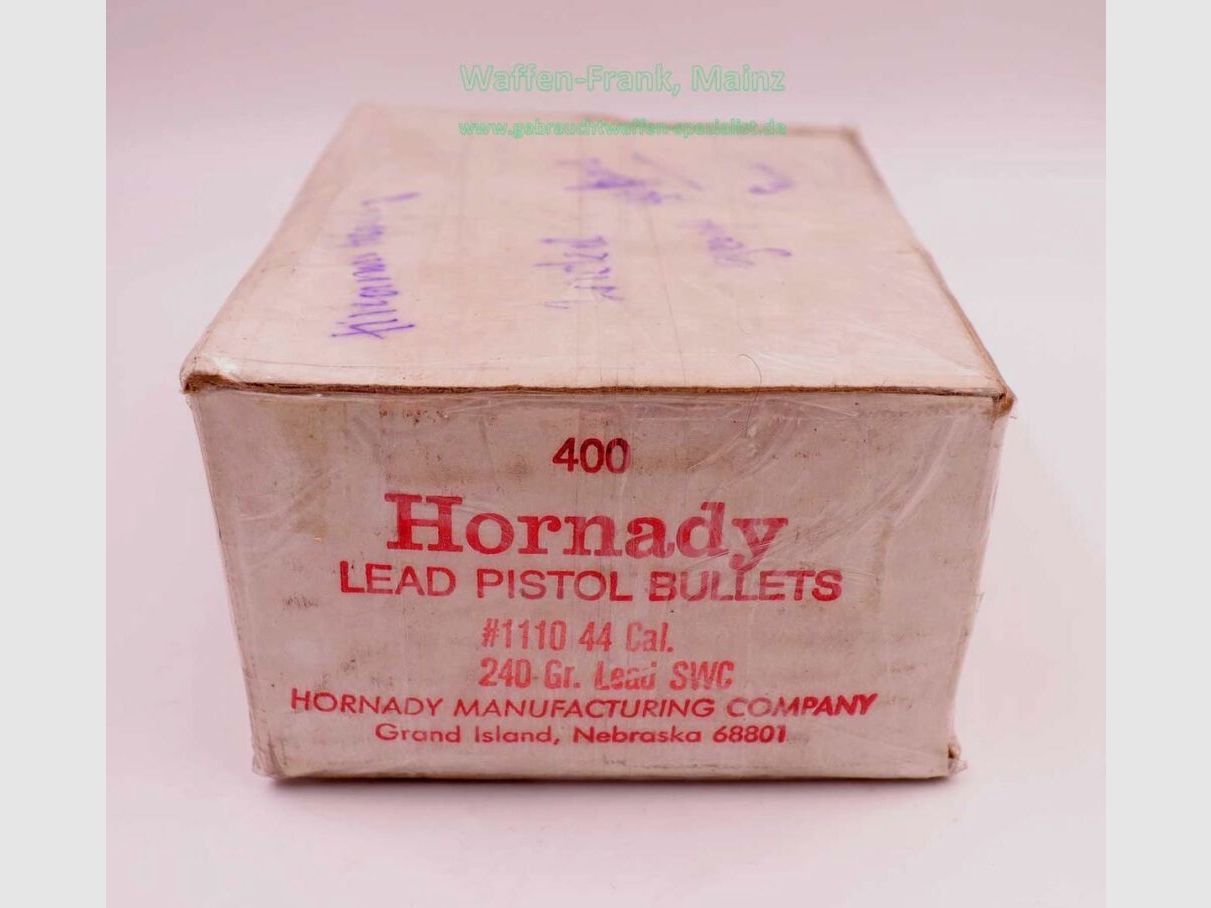 Waffen-Frank, Mainz
www.gebrauchtwaffen-spezialist.de
400
Hornady
LEAD PISTOL BULLETS
#1110 44 Cal.
240 Gr. Lead SWC
HORNADY MANUFACTURING COMPANY
Grand Island, Nebraska 68801